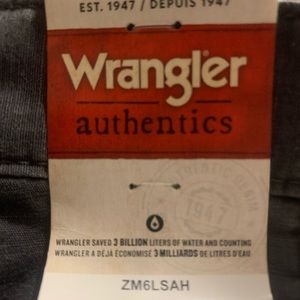 EST. 1947 / DEPUIS 1947
Wrangler
authentics
1947
WRANGLER SAVED 3 BILLION LITERS OF WATER AND COUNTING
WRANGLER A DÉJÀ ÉCONOMISÉ 3 MILLIARDS DE LITRES D'EAU
ZM6LSAH